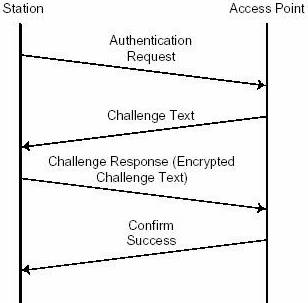 Station Access Point
Authentication
Request
Challenge Text
Challenge Response (Encrypted
Challenge Text)
Confirm
Success